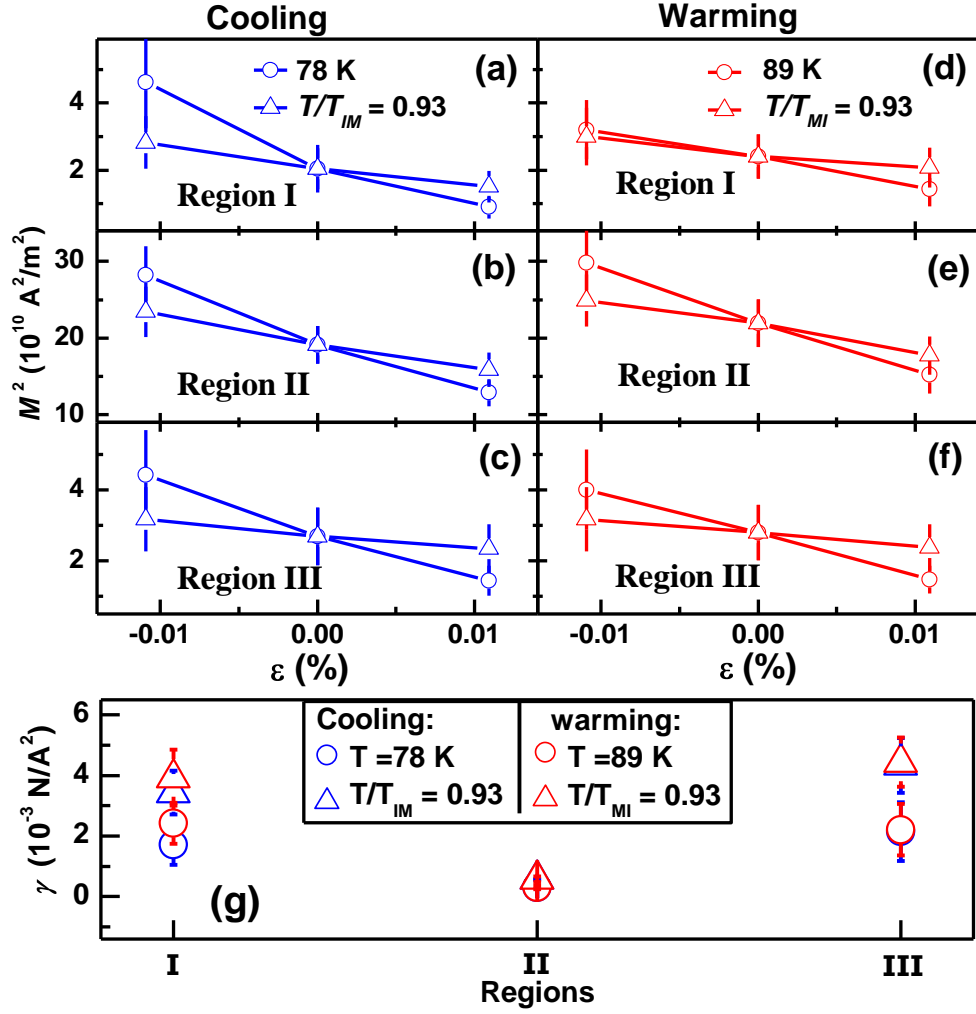 Cooling Warming
(a) (d)
78 K 89 K
T/T_IM = 0.93 T/T_MI = 0.93
4
2
Region I Region I
(b) (e)
30
20
10
Region II Region II
M² (10¹⁰ A²/m²)
(c) (f)
4
2
Region III Region III
-0.01 0.00 0.01 -0.01 0.00 0.01
ε (%) ε (%)
6
4
2
0
γ (10⁻³ N/A²)
Cooling: warming:
T =78 K T =89 K
T/T_IM = 0.93 T/T_MI = 0.93
(g)
I II III
Regions